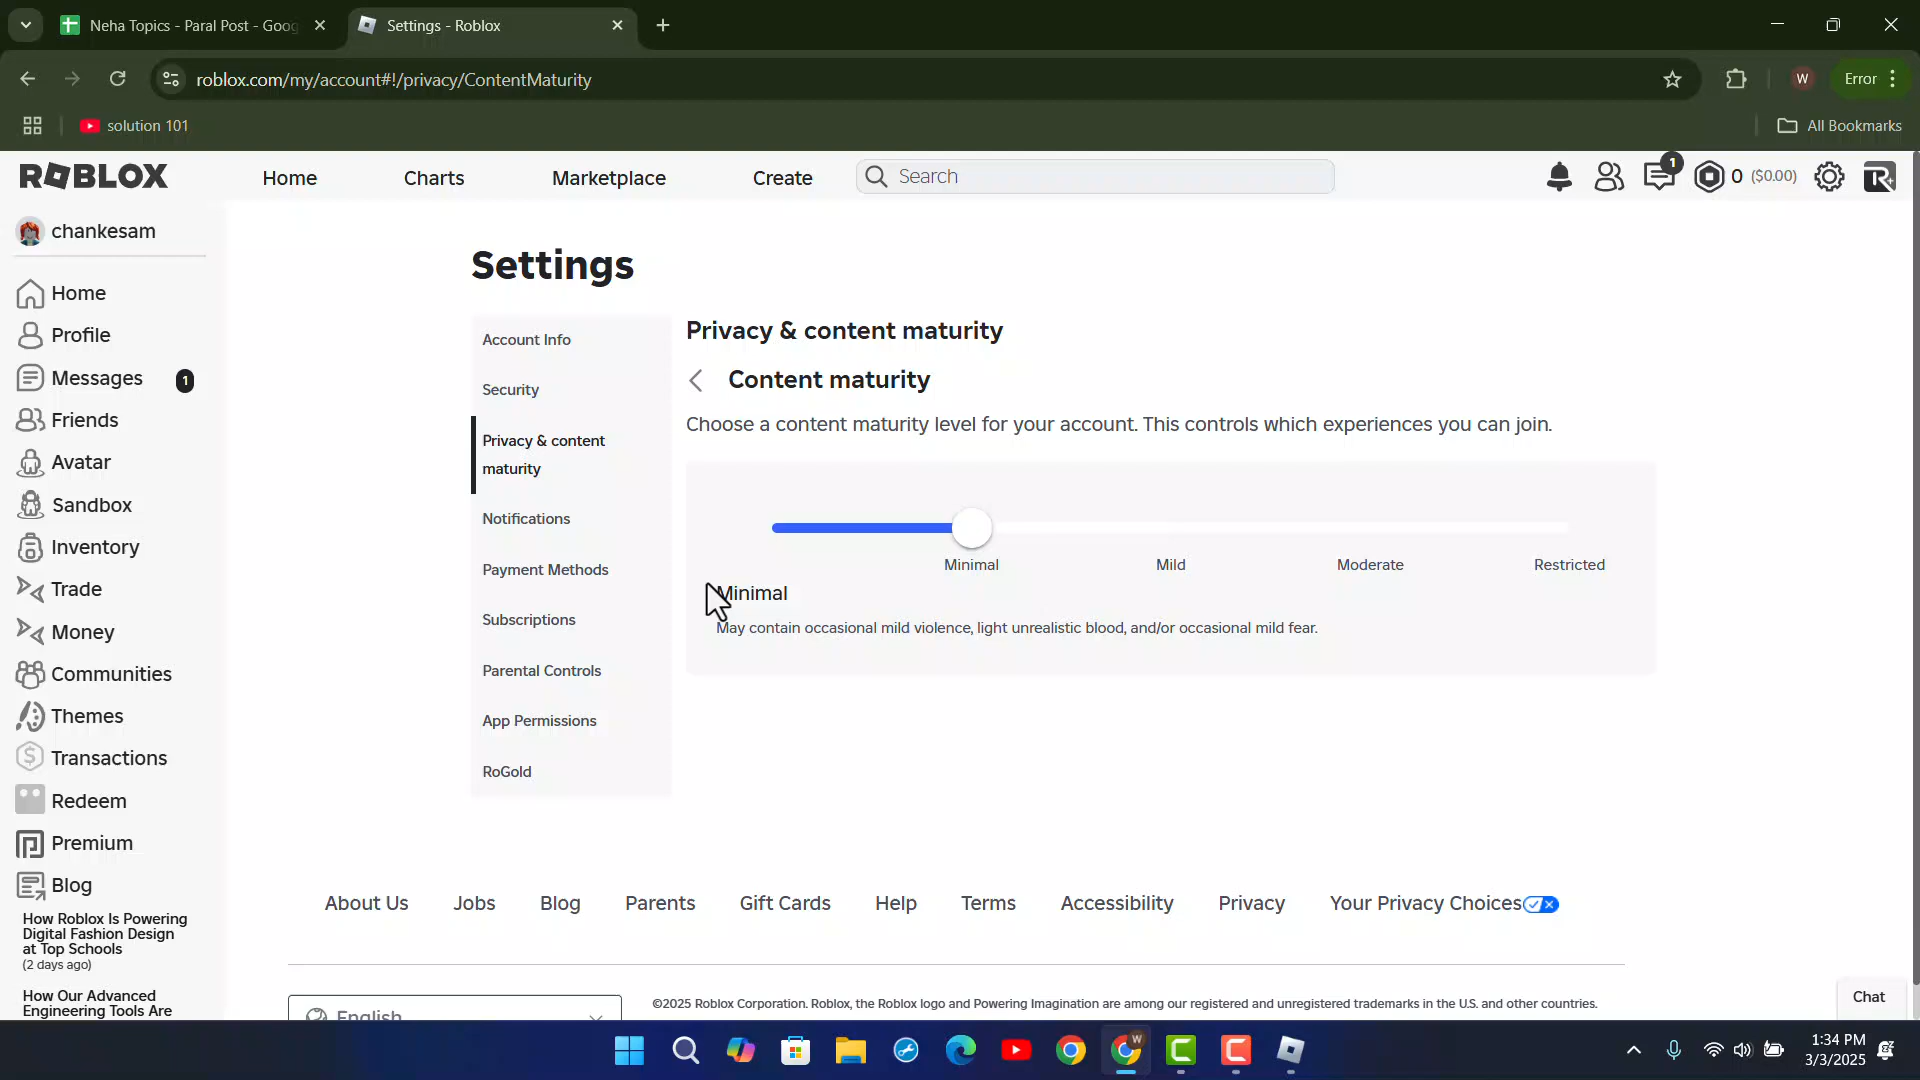 Neha Topics - Paral Post - Goog
Settings - Roblox
roblox.com/my/account#!/privacy/ContentMaturity
W
Error
solution 101
All Bookmarks
ROBLOX
Home
Charts
Marketplace
Create
Search
1
0 ($0.00)
chankesam
Home
Profile
Messages
1
Friends
Avatar
Sandbox
Inventory
Trade
Money
Communities
Themes
Transactions
Redeem
Premium
Blog
How Roblox Is Powering
Digital Fashion Design
at Top Schools
(2 days ago)
How Our Advanced
Engineering Tools Are
Settings
Account Info
Security
Privacy & content
maturity
Notifications
Payment Methods
Subscriptions
Parental Controls
App Permissions
RoGold
Privacy & content maturity
Content maturity
Choose a content maturity level for your account. This controls which experiences you can join.
Minimal
Mild
Moderate
Restricted
Minimal
May contain occasional mild violence, light unrealistic blood, and/or occasional mild fear.
About Us
Jobs
Blog
Parents
Gift Cards
Help
Terms
Accessibility
Privacy
Your Privacy Choices
English
©2025 Roblox Corporation. Roblox, the Roblox logo and Powering Imagination are among our registered and unregistered trademarks in the U.S. and other countries.
Chat
W
1:34 PM
3/3/2025